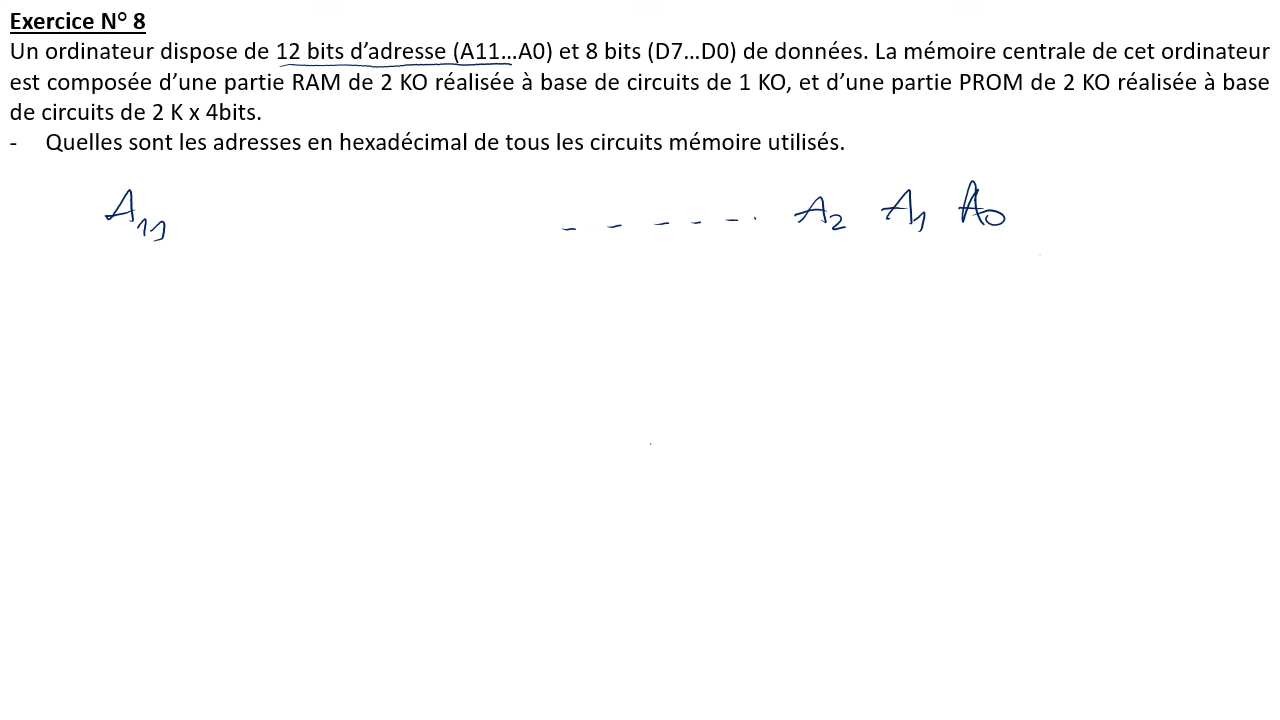 Exercice N° 8
Un ordinateur dispose de 12 bits d’adresse (A11…A0) et 8 bits (D7…D0) de données. La mémoire centrale de cet ordinateur
est composée d’une partie RAM de 2 KO réalisée à base de circuits de 1 KO, et d’une partie PROM de 2 KO réalisée à base
de circuits de 2 K x 4bits.
- Quelles sont les adresses en hexadécimal de tous les circuits mémoire utilisés.
A11 - - - - - A2 A1 A0